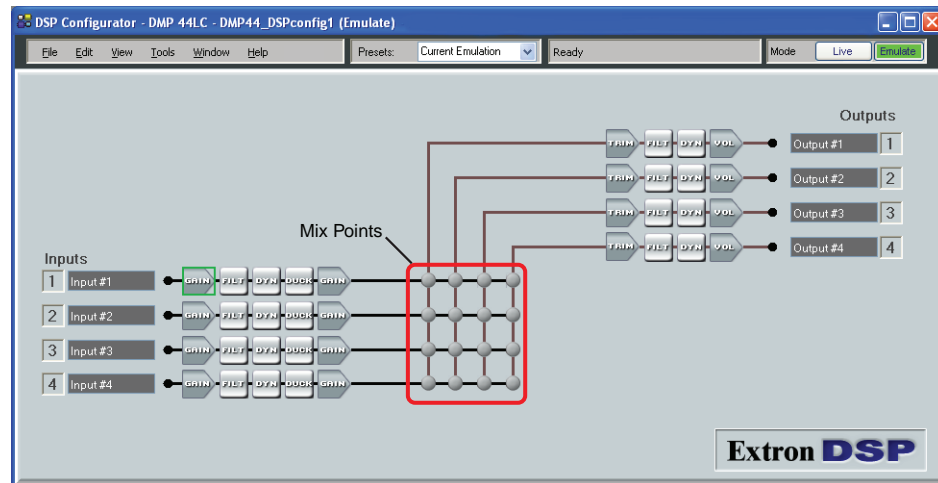 DSP Configurator - DMP 44LC - DMP44_DSPconfig1 (Emulate)
File Edit View Tools Window Help Presets: Current Emulation Ready Mode Live Emulate
Outputs
TRIM FILT DYN VOL Output #1 1
TRIM FILT DYN VOL Output #2 2
TRIM FILT DYN VOL Output #3 3
TRIM FILT DYN VOL Output #4 4
Mix Points
Inputs
1 Input #1 GAIN FILT DYN DUCK GAIN
2 Input #2 GAIN FILT DYN DUCK GAIN
3 Input #3 GAIN FILT DYN DUCK GAIN
4 Input #4 GAIN FILT DYN DUCK GAIN
Extron DSP